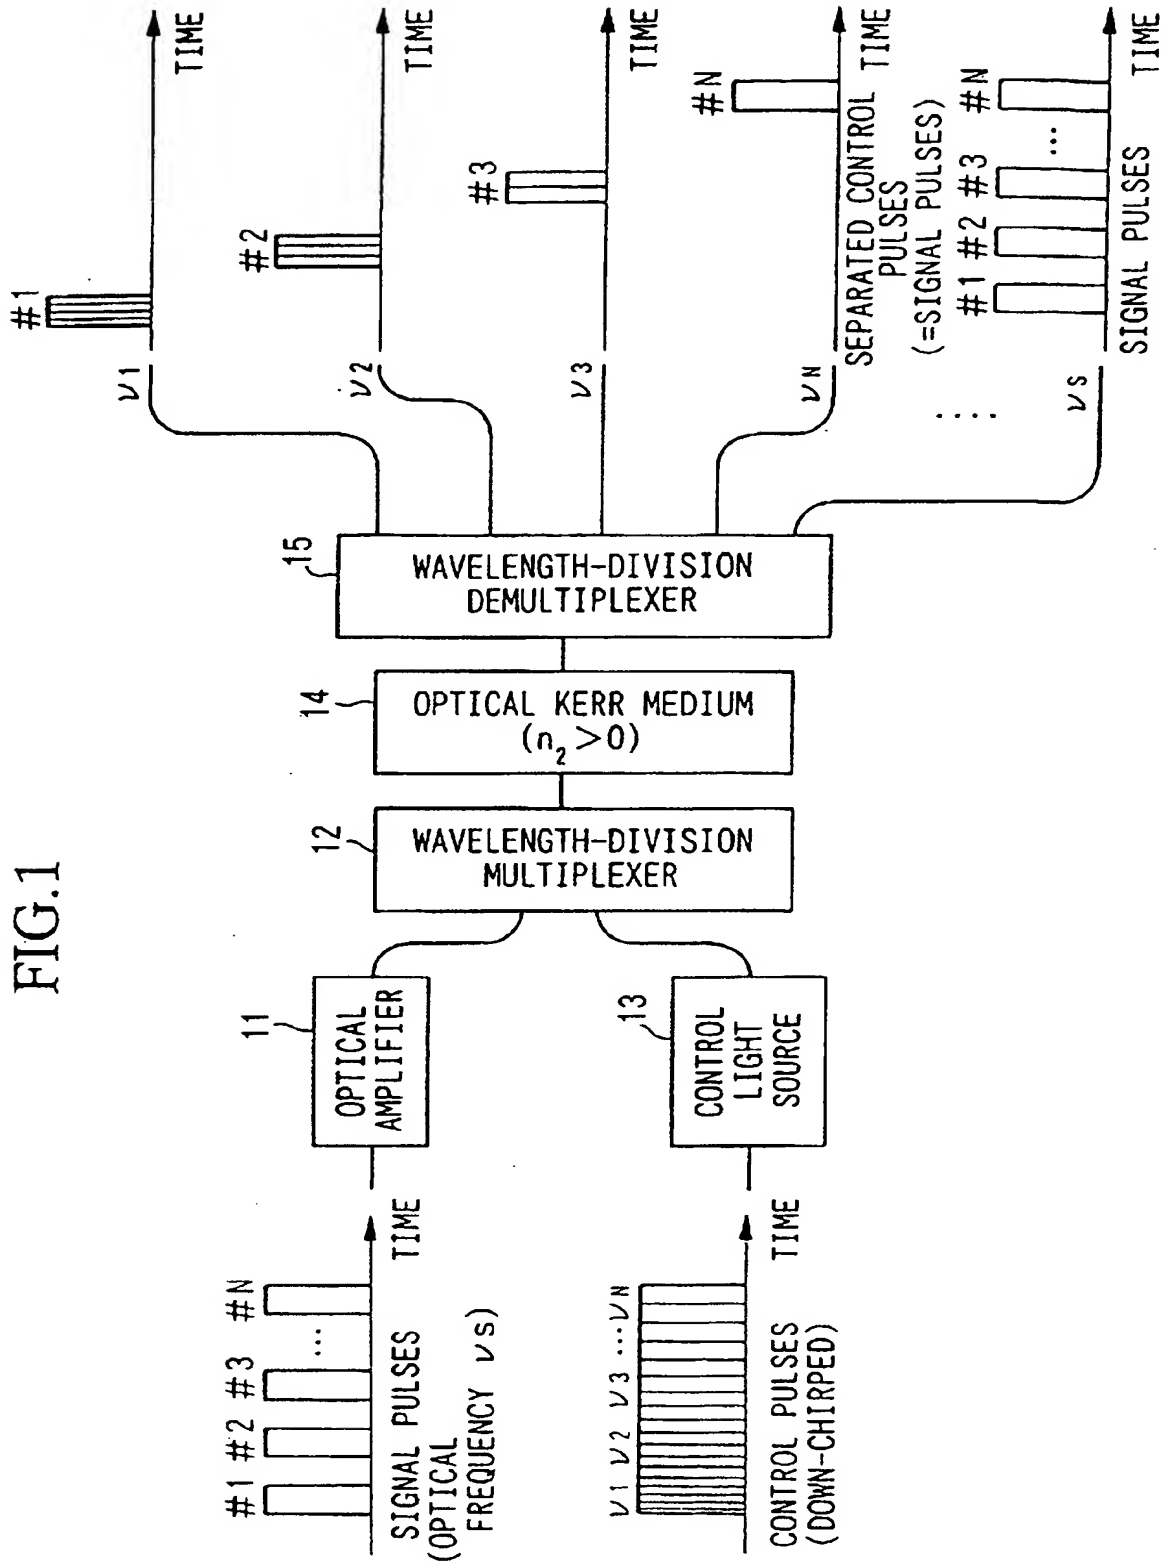 FIG.1
#1 #2 #3 ... #N
TIME
SIGNAL PULSES
(OPTICAL
FREQUENCY νs)
ν1 ν2 ν3 ...νN
TIME
CONTROL PULSES
(DOWN-CHIRPED)
11
OPTICAL
AMPLIFIER
13
CONTROL
LIGHT
SOURCE
12
WAVELENGTH-DIVISION
MULTIPLEXER
14
OPTICAL KERR MEDIUM
(n2>0)
15
WAVELENGTH-DIVISION
DEMULTIPLEXER
ν1
#1
TIME
ν2
#2
TIME
ν3
#3
TIME
νN
#N
TIME
SEPARATED CONTROL
PULSES
(=SIGNAL PULSES)
....
νS
#1 #2 #3 ... #N
TIME
SIGNAL PULSES